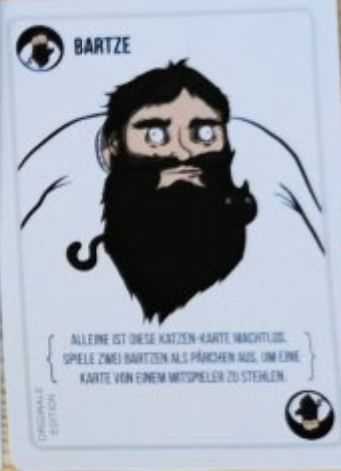 BARTZE
ALLEINE IST DIESE KATZEN-KARTE MACHTLOS.
SPIELE ZWEI BARTZEN ALS PÄRCHEN AUS, UM EINE
KARTE VON EINEM MITSPIELER ZU STEHLEN.
ORIGINALE
EDITION